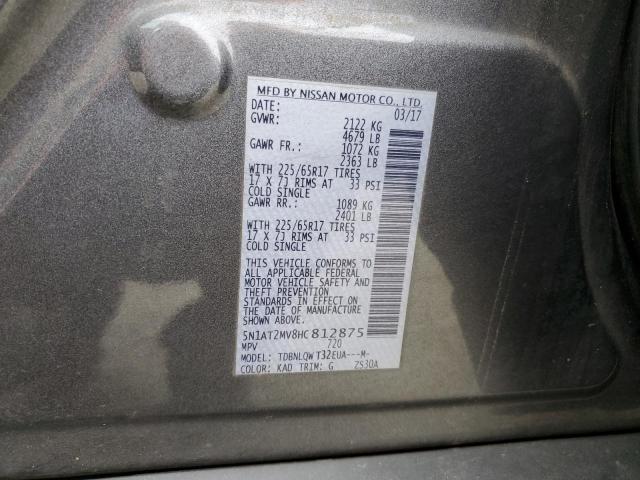 MFD BY NISSAN MOTOR CO., LTD.
DATE: 03/17
GVWR: 2122 KG
4679 LB
GAWR FR.: 1072 KG
2363 LB
WITH 225/65R17 TIRES
17 X 7J RIMS AT 33 PSI
COLD SINGLE
GAWR RR.: 1089 KG
2401 LB
WITH 225/65R17 TIRES
17 X 7J RIMS AT 33 PSI
COLD SINGLE
THIS VEHICLE CONFORMS TO
ALL APPLICABLE FEDERAL
MOTOR VEHICLE SAFETY AND
THEFT PREVENTION
STANDARDS IN EFFECT ON THE
DATE OF MANUFACTURE
SHOWN ABOVE.
5N1AT2MV8HC812875
MPV 720
MODEL: TDBNLQWT32EUA---M-
COLOR: KAD TRIM: G ZS30A